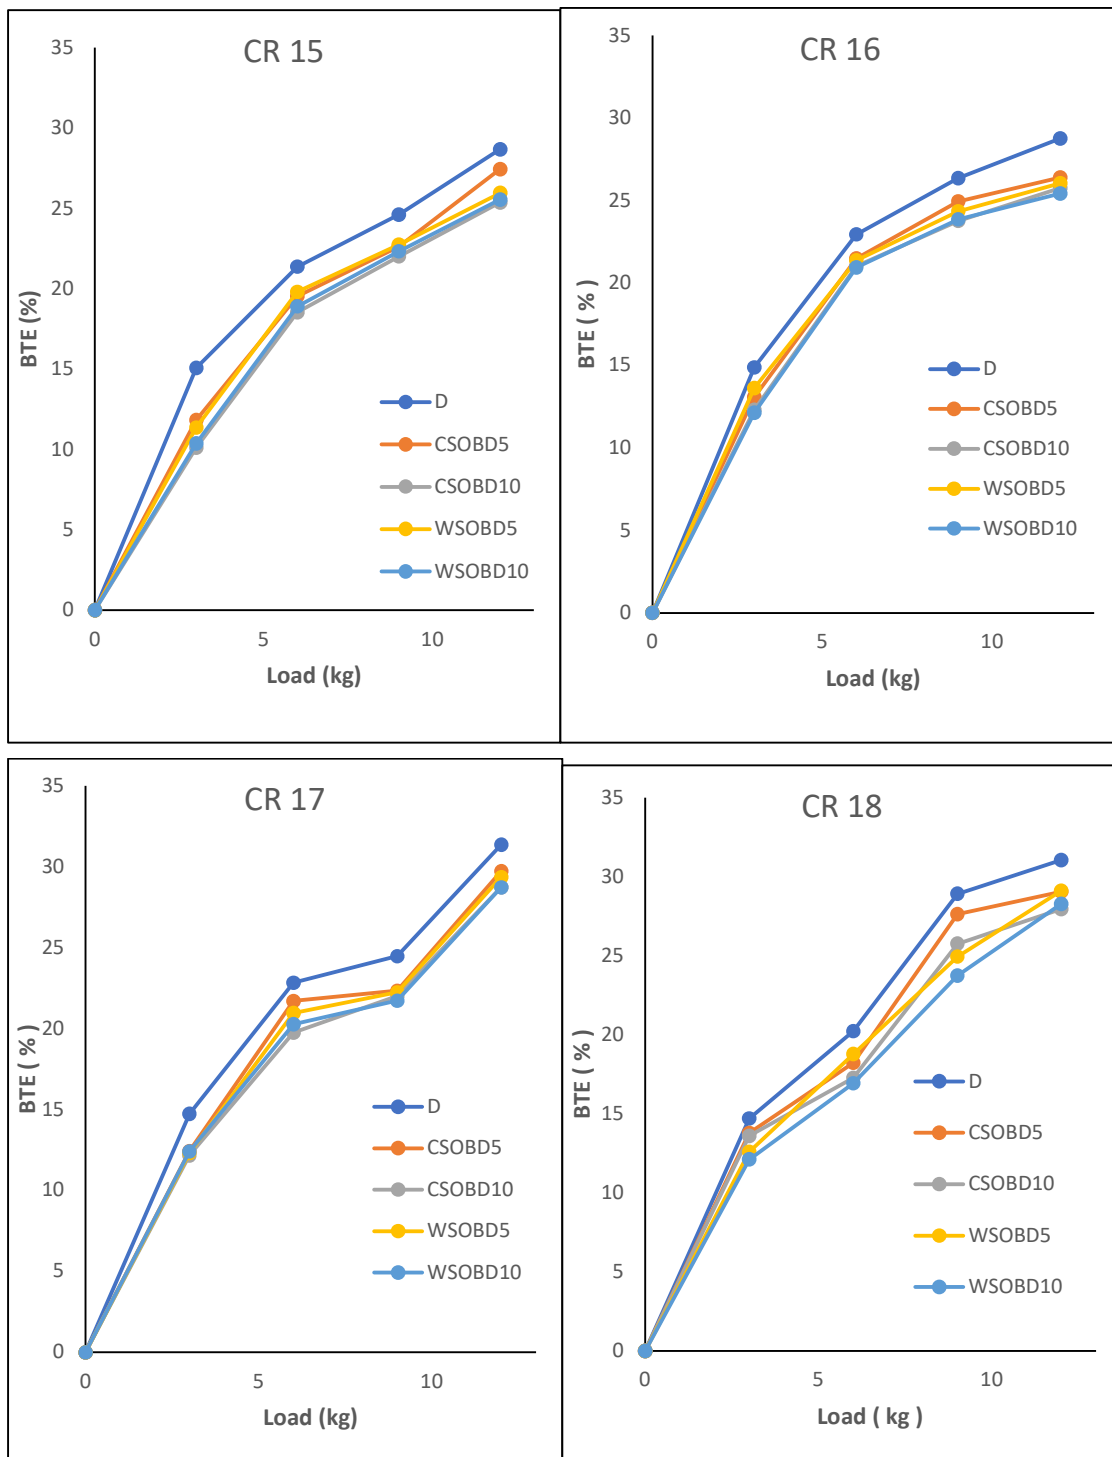 CR 15
35
30
25
20
15
10
5
0
BTE (%)
0 5 10
Load (kg)
D
CSOBD5
CSOBD10
WSOBD5
WSOBD10
CR 16
35
30
25
20
15
10
5
0
BTE ( % )
0 5 10
Load (kg)
D
CSOBD5
CSOBD10
WSOBD5
WSOBD10
CR 17
35
30
25
20
15
10
5
0
BTE ( % )
0 5 10
Load (kg)
D
CSOBD5
CSOBD10
WSOBD5
WSOBD10
CR 18
35
30
25
20
15
10
5
0
BTE ( % )
0 5 10
Load ( kg )
D
CSOBD5
CSOBD10
WSOBD5
WSOBD10